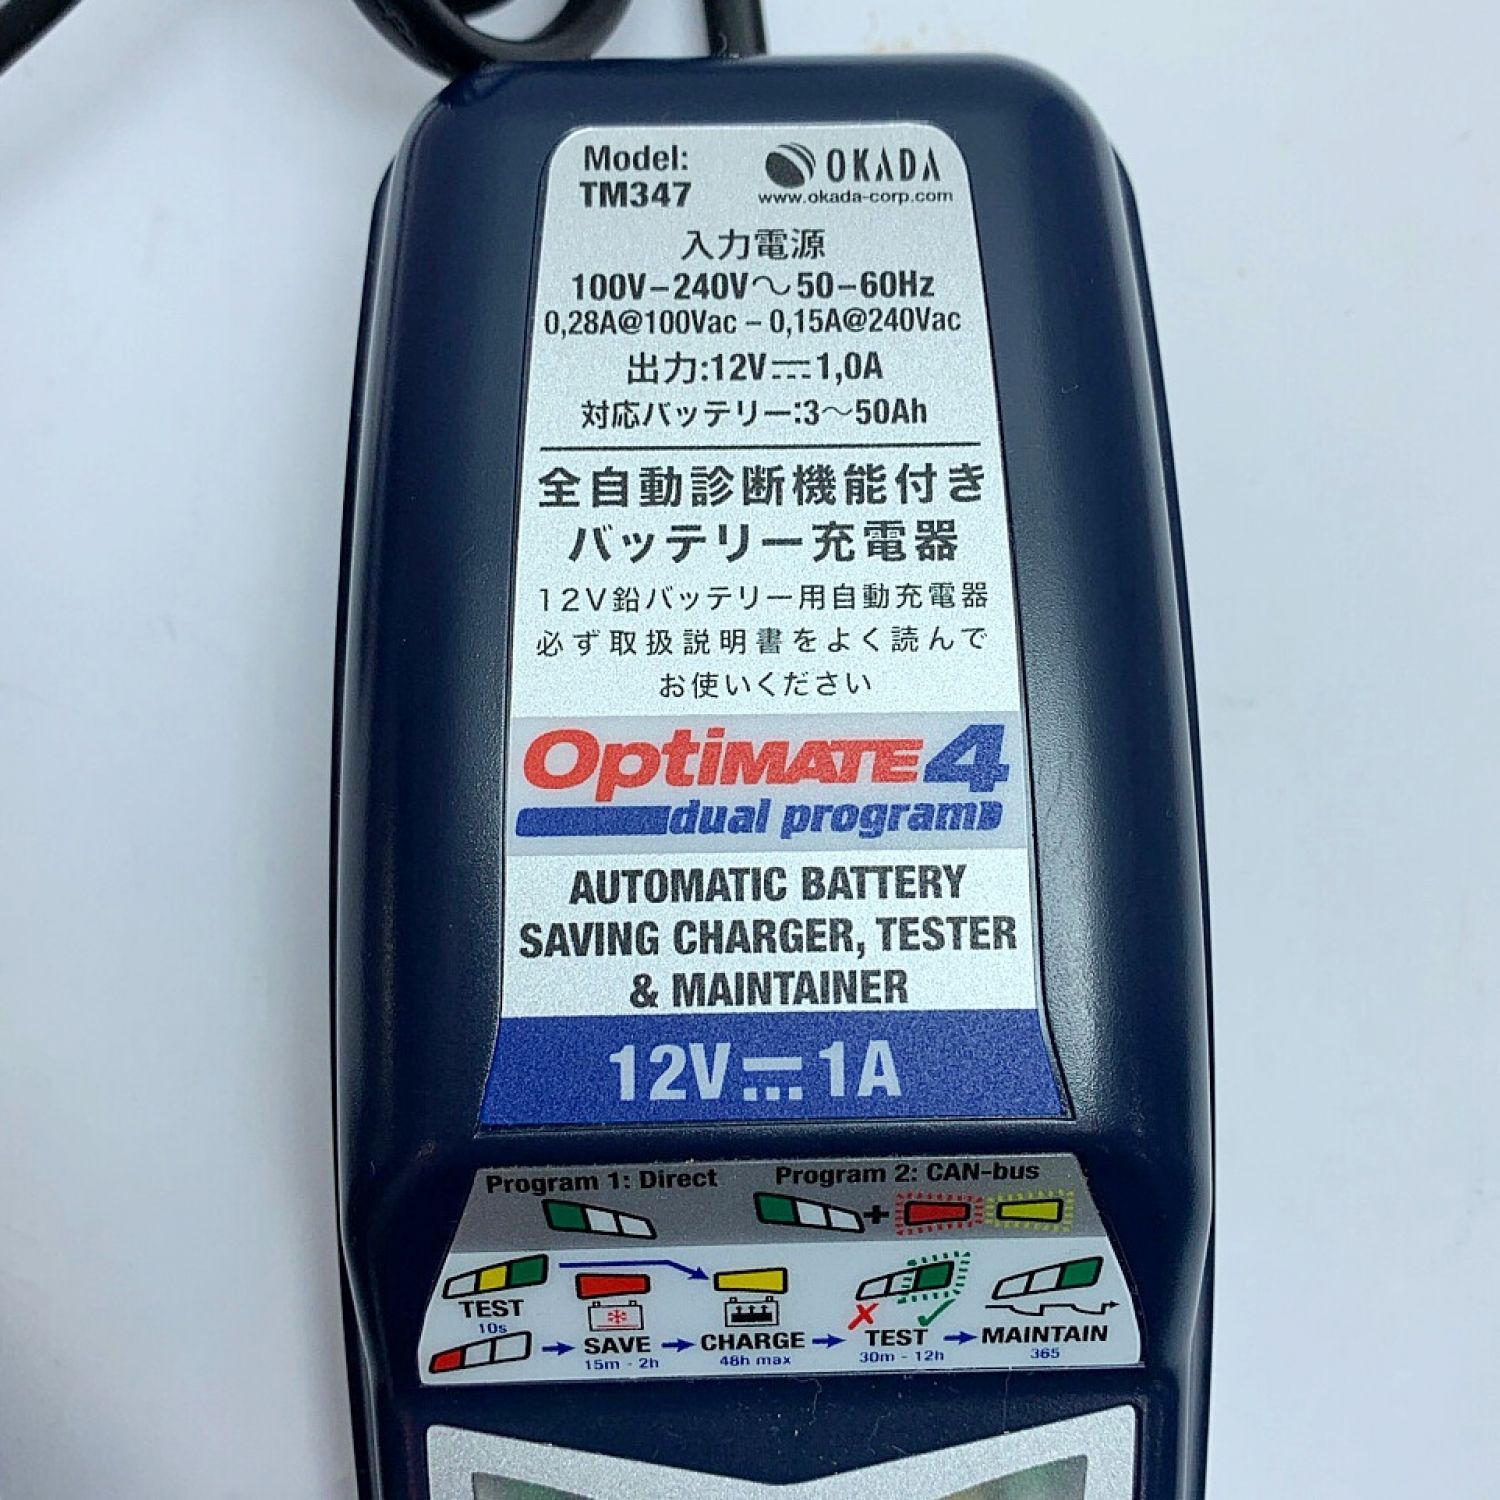 Model:
TM347
OKADA
www.okada-corp.com
入力電源
100V–240V～50–60Hz
0,28A@100Vac – 0,15A@240Vac
出力:12V⎓1,0A
対応バッテリー:3～50Ah
全自動診断機能付き
バッテリー充電器
12V鉛バッテリー用自動充電器
必ず取扱説明書をよく読んで
お使いください
OptiMATE4
dual program
AUTOMATIC BATTERY
SAVING CHARGER, TESTER
& MAINTAINER
12V⎓1A
Program 1: Direct
Program 2: CAN-bus
+
TEST
10s
SAVE
15m - 2h
CHARGE
48h max
TEST
30m - 12h
MAINTAIN
365